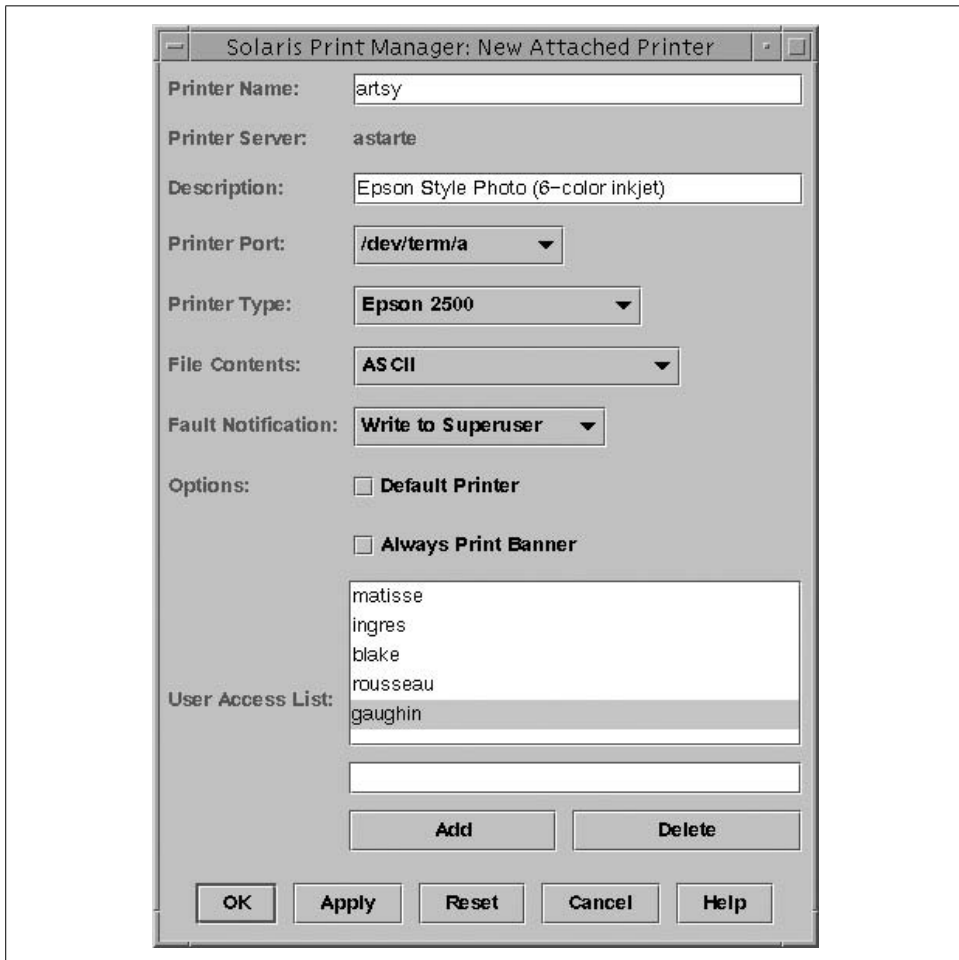 Solaris Print Manager: New Attached Printer
Printer Name: artsy
Printer Server: astarte
Description: Epson Style Photo (6-color inkjet)
Printer Port: /dev/term/a
Printer Type: Epson 2500
File Contents: ASCII
Fault Notification: Write to Superuser
Options: Default Printer
Always Print Banner
User Access List:
matisse
ingres
blake
rousseau
gaughin
Add Delete
OK Apply Reset Cancel Help